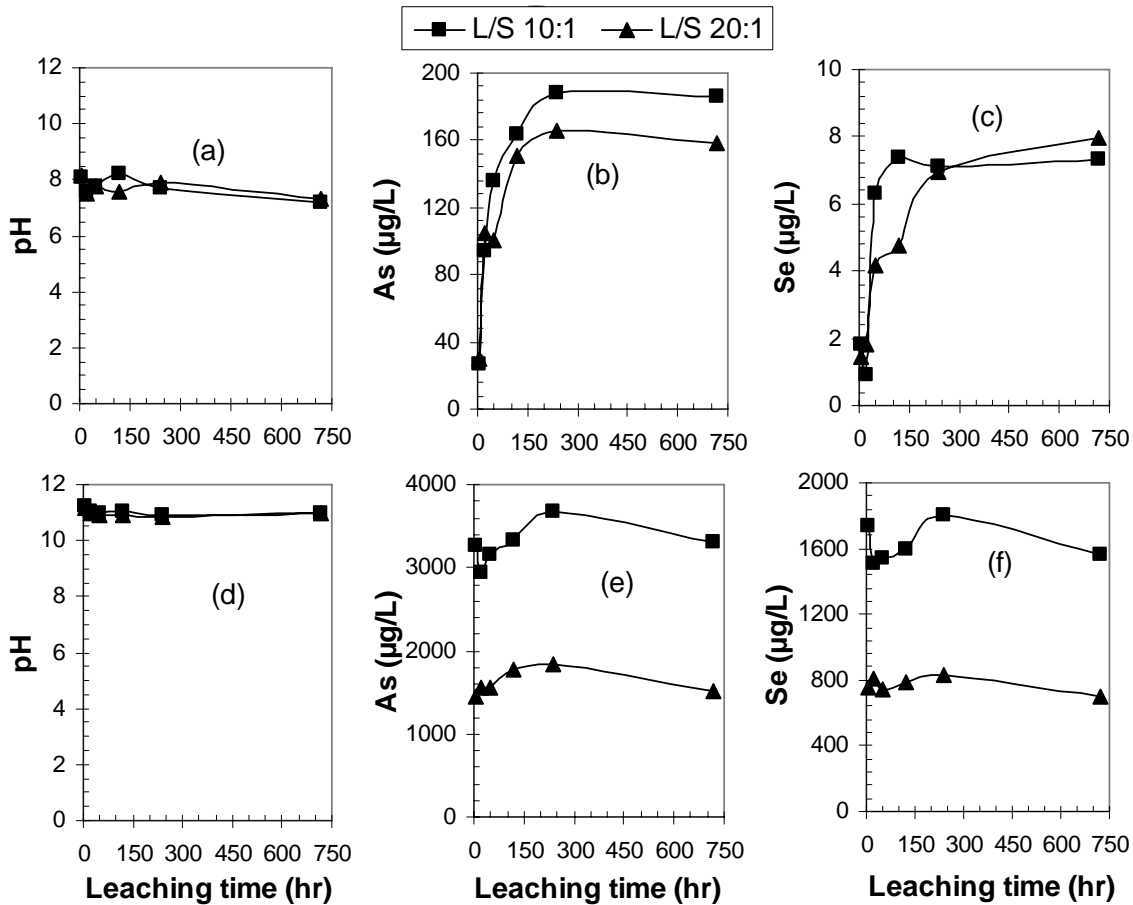 L/S 10:1 L/S 20:1
12
10
8
6
4
2
0
pH
(a)
0 150 300 450 600 750
200
160
120
80
40
0
As (µg/L)
(b)
0 150 300 450 600 750
10
8
6
4
2
0
Se (µg/L)
(c)
0 150 300 450 600 750
12
10
8
6
4
2
0
pH
(d)
0 150 300 450 600 750
Leaching time (hr)
4000
3000
2000
1000
0
As (µg/L)
(e)
0 150 300 450 600 750
Leaching time (hr)
2000
1600
1200
800
400
0
Se (µg/L)
(f)
0 150 300 450 600 750
Leaching time (hr)